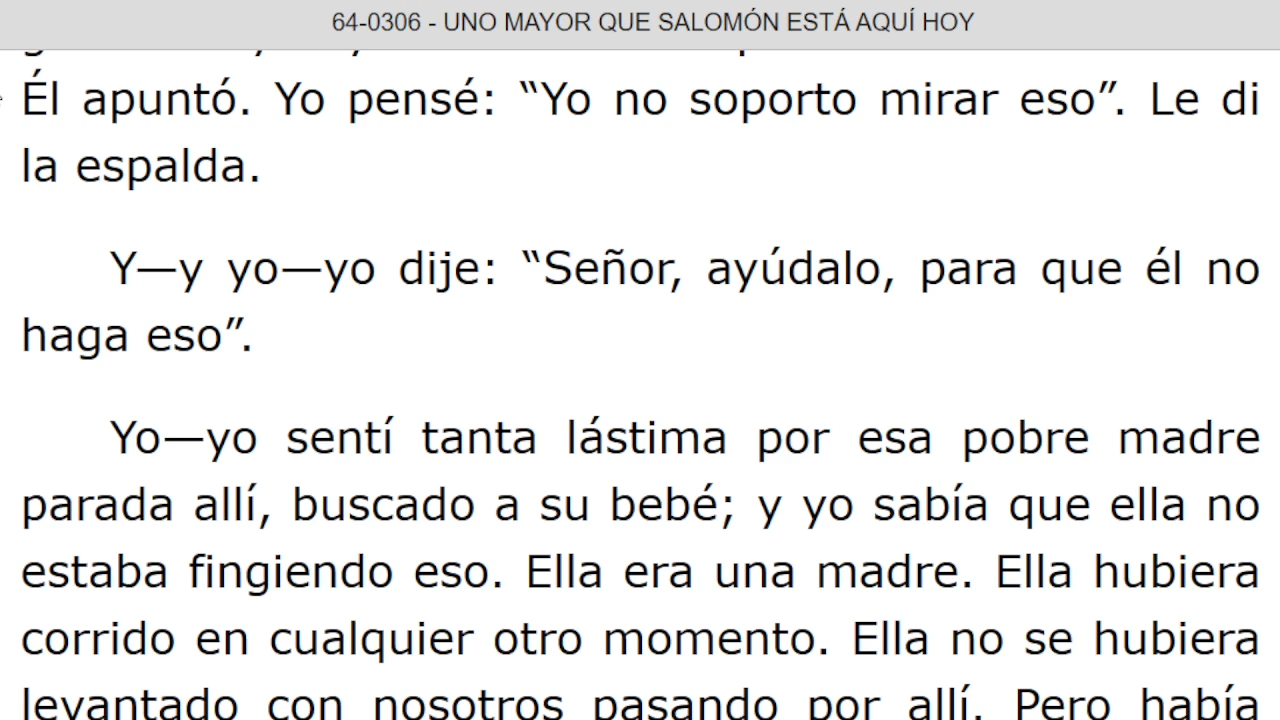 64-0306 - UNO MAYOR QUE SALOMÓN ESTÁ AQUÍ HOY
Él apuntó. Yo pensé: “Yo no soporto mirar eso”. Le di
la espalda.
Y—y yo—yo dije: “Señor, ayúdalo, para que él no
haga eso”.
Yo—yo sentí tanta lástima por esa pobre madre
parada allí, buscado a su bebé; y yo sabía que ella no
estaba fingiendo eso. Ella era una madre. Ella hubiera
corrido en cualquier otro momento. Ella no se hubiera
levantado con nosotros pasando por allí. Pero había